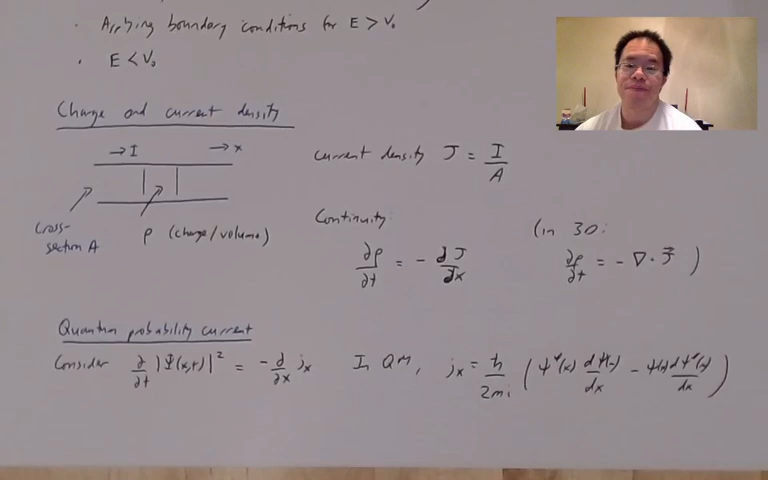 · Applying boundary conditions for E > V₀
· E < V₀
Charge and current density
→ I → x
Cross-section A
ρ (charge/volume)
current density J = I/A
Continuity:
∂ρ/∂t = - ∂J/∂x
(in 3D: ∂ρ/∂t = - ∇ · J⃗ )
Quantum probability current
Consider ∂/∂t |Ψ(x,t)|² = -∂/∂x jₓ In QM, jₓ = ħ/2mi ( ψ*(x) dψ(x)/dx - ψ(x) dψ*(x)/dx )